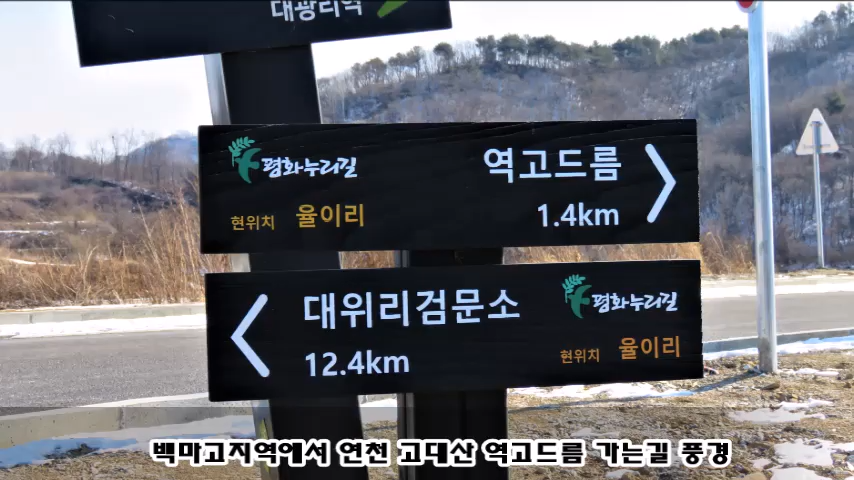 대광리역
평화누리길
역고드름
현위치 율이리
1.4km
대위리검문소
평화누리길
12.4km
현위치 율이리
백마고지역에서 연천 고대산 역고드름 가는길 풍경